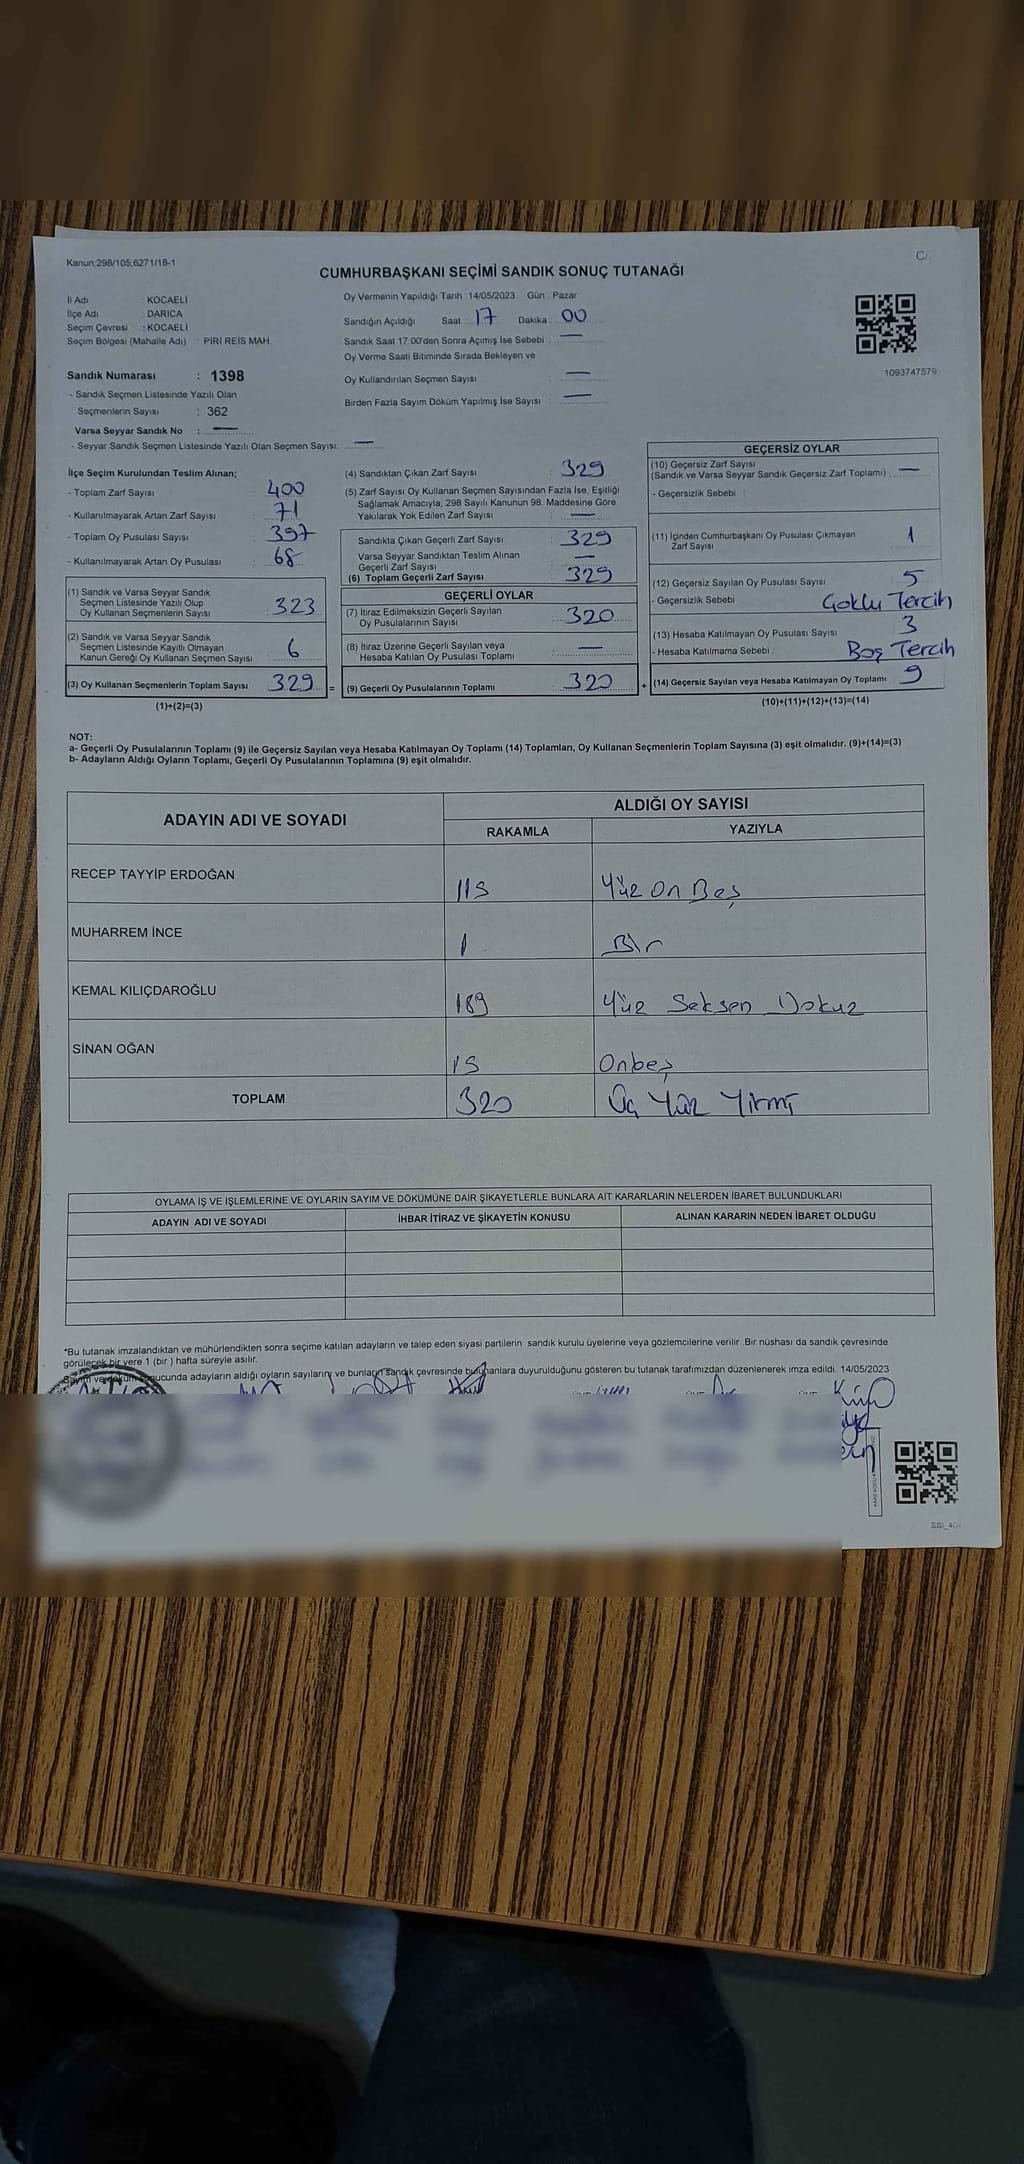 Kanun;298/105;6271/18-1
C/.
CUMHURBAŞKANI SEÇİMİ SANDIK SONUÇ TUTANAĞI
İl Adı : KOCAELİ
İlçe Adı : DARICA
Seçim Çevresi : KOCAELİ
Seçim Bölgesi (Mahalle Adı) : PİRİ REİS MAH.
Oy Vermenin Yapıldığı Tarih :14/05/2023 Gün : Pazar
Sandığın Açıldığı Saat : 17 Dakika : 00
Sandık Saat 17:00'den Sonra Açımış İse Sebebi : —
Oy Verme Saati Bitiminde Sırada Bekleyen ve
Oy Kullandırılan Seçmen Sayısı : —
Birden Fazla Sayım Döküm Yapılmış İse Sayısı : —
1093747579
Sandık Numarası : 1398
- Sandık Seçmen Listesinde Yazılı Olan
Seçmenlerin Sayısı : 362
Varsa Seyyar Sandık No : —
- Seyyar Sandık Seçmen Listesinde Yazılı Olan Seçmen Sayısı: —
İlçe Seçim Kurulundan Teslim Alınan;
- Toplam Zarf Sayısı : 400
- Kullanılmayarak Artan Zarf Sayısı : 71
- Toplam Oy Pusulası Sayısı : 397
- Kullanılmayarak Artan Oy Pusulası : 68
(1) Sandık ve Varsa Seyyar Sandık
Seçmen Listesinde Yazılı Olup
Oy Kullanan Seçmenlerin Sayısı : 323
(2) Sandık ve Varsa Seyyar Sandık
Seçmen Listesinde Kayıtlı Olmayan
Kanun Gereği Oy Kullanan Seçmen Sayısı : 6
(3) Oy Kullanan Seçmenlerin Toplam Sayısı 329 =
(1)+(2)=(3)
(4) Sandıktan Çıkan Zarf Sayısı : 329
(5) Zarf Sayısı Oy Kullanan Seçmen Sayısından Fazla İse, Eşitliği
Sağlamak Amacıyla; 298 Sayılı Kanunun 98. Maddesine Göre
Yakılarak Yok Edilen Zarf Sayısı : —
Sandıkta Çıkan Geçerli Zarf Sayısı : 329
Varsa Seyyar Sandıktan Teslim Alınan
Geçerli Zarf Sayısı : —
(6) Toplam Geçerli Zarf Sayısı : 329
GEÇERLİ OYLAR
(7) İtiraz Edilmeksizin Geçerli Sayılan
Oy Pusulalarının Sayısı : 320
(8) İtiraz Üzerine Geçerli Sayılan veya
Hesaba Katılan Oy Pusulası Toplamı : —
(9) Geçerli Oy Pusulalarının Toplamı 320 +
GEÇERSİZ OYLAR
(10) Geçersiz Zarf Sayısı
(Sandık ve Varsa Seyyar Sandık Geçersiz Zarf Toplamı) : —
- Geçersizlik Sebebi :
(11) İçinden Cumhurbaşkanı Oy Pusulası Çıkmayan
Zarf Sayısı : 1
(12) Geçersiz Sayılan Oy Pusulası Sayısı : 5
- Geçersizlik Sebebi : Çoklu Tercih
(13) Hesaba Katılmayan Oy Pusulası Sayısı : 3
- Hesaba Katılmama Sebebi : Boş Tercih
(14) Geçersiz Sayılan veya Hesaba Katılmayan Oy Toplamı 9
(10)+(11)+(12)+(13)=(14)
NOT:
a- Geçerli Oy Pusulalarının Toplamı (9) ile Geçersiz Sayılan veya Hesaba Katılmayan Oy Toplamı (14) Toplamları, Oy Kullanan Seçmenlerin Toplam Sayısına (3) eşit olmalıdır. (9)+(14)=(3)
b- Adayların Aldığı Oyların Toplamı, Geçerli Oy Pusulalarının Toplamına (9) eşit olmalıdır.
ADAYIN ADI VE SOYADI
ALDIĞI OY SAYISI
RAKAMLA YAZIYLA
RECEP TAYYİP ERDOĞAN 115 Yüz On Beş
MUHARREM İNCE 1 Bir
KEMAL KILIÇDAROĞLU 189 Yüz Seksen Dokuz
SİNAN OĞAN 15 Onbeş
TOPLAM 320 Üç Yüz Yirmi
OYLAMA İŞ VE İŞLEMLERİNE VE OYLARIN SAYIM VE DÖKÜMÜNE DAİR ŞİKAYETLERLE BUNLARA AİT KARARLARIN NELERDEN İBARET BULUNDUKLARI
ADAYIN ADI VE SOYADI İHBAR İTİRAZ VE ŞİKAYETİN KONUSU ALINAN KARARIN NEDEN İBARET OLDUĞU
*Bu tutanak imzalandıktan ve mühürlendikten sonra seçime katılan adayların ve talep eden siyasi partilerin sandık kurulu üyelerine veya gözlemcilerine verilir .Bir nüshası da sandık çevresinde
görülecek bir yere 1 (bir ) hafta süreyle asılır.
Sayım ve döküm sonucunda adayların aldığı oyların sayılarını ve bunların sandık çevresinde bulunanlara duyurulduğunu gösteren bu tutanak tarafımızdan düzenlenerek imza edildi. 14/05/2023